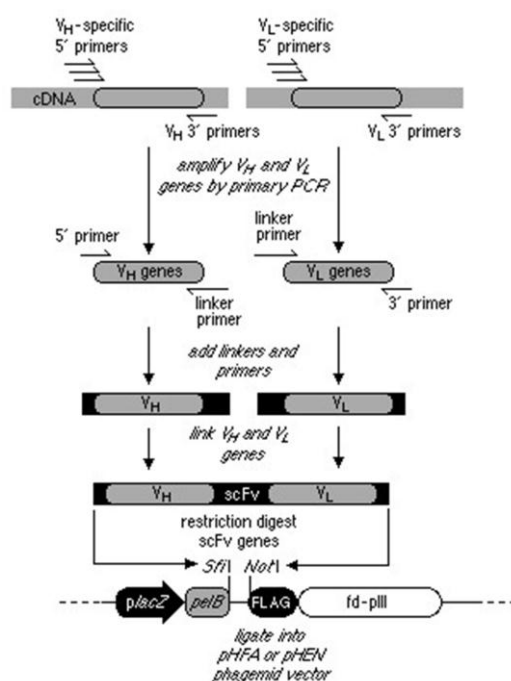 VH-specific
5′ primers
VL-specific
5′ primers
cDNA
VH 3′ primers
VL 3′ primers
amplify VH and VL
genes by primary PCR
5′ primer
linker
primer
VH genes
VL genes
linker
primer
3′ primer
add linkers and
primers
VH
VL
link VH and VL
genes
VH
scFv
VL
restriction digest
scFv genes
SfiI
NotI
placZ
pelB
FLAG
fd-pIII
ligate into
pHFA or pHEN
phagemid vector